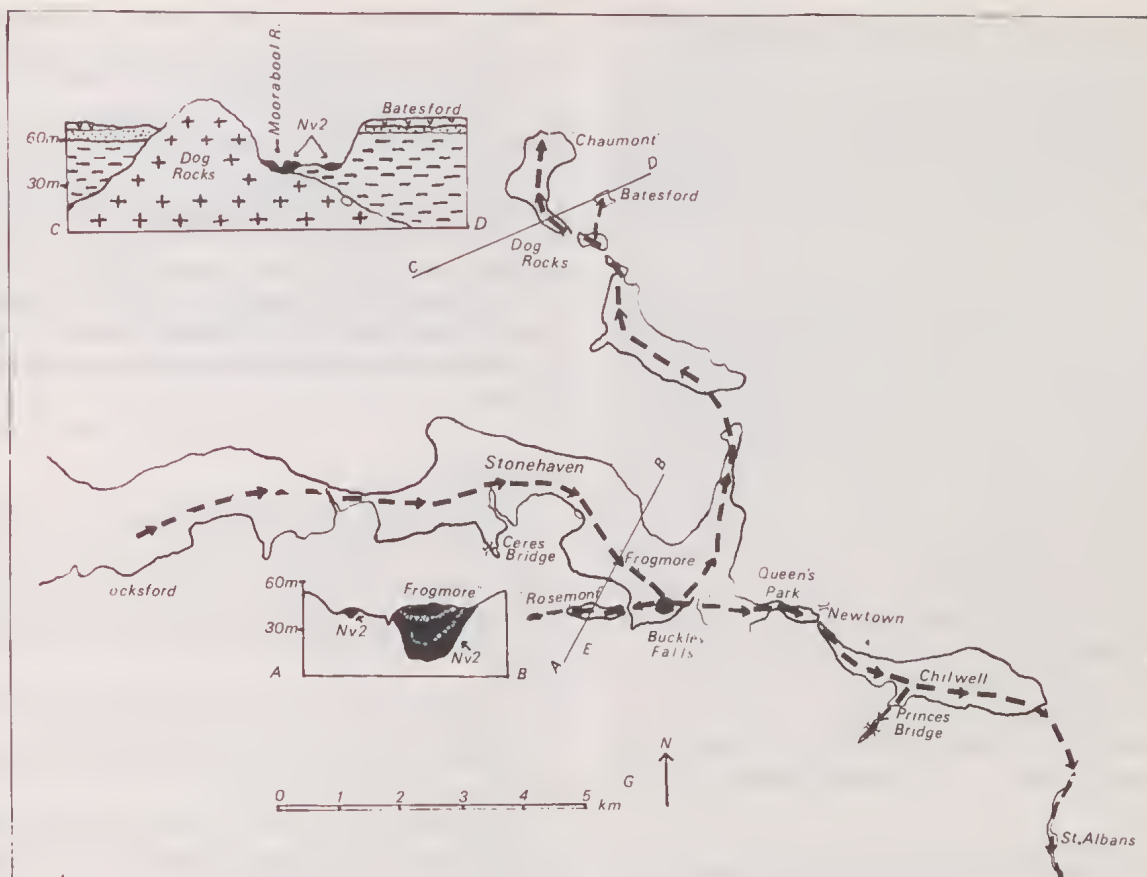 Moorabool R.
Nv2
Batesford
60m
30m
Dog
Rocks
C
D
Chaumont
D
Batesford
Dog
Rocks
C
Stonehaven
B
Ceres
Bridge
Frogmore
ocksford
60m
30m
Frogmore
Nv2
Nv2
A
B
Rosemont
A
E
Buckles
Falls
Queen's
Park
Newtown
Chilwell
Princes
Bridge
N
G
0 1 2 3 4 5
km
St. Albans